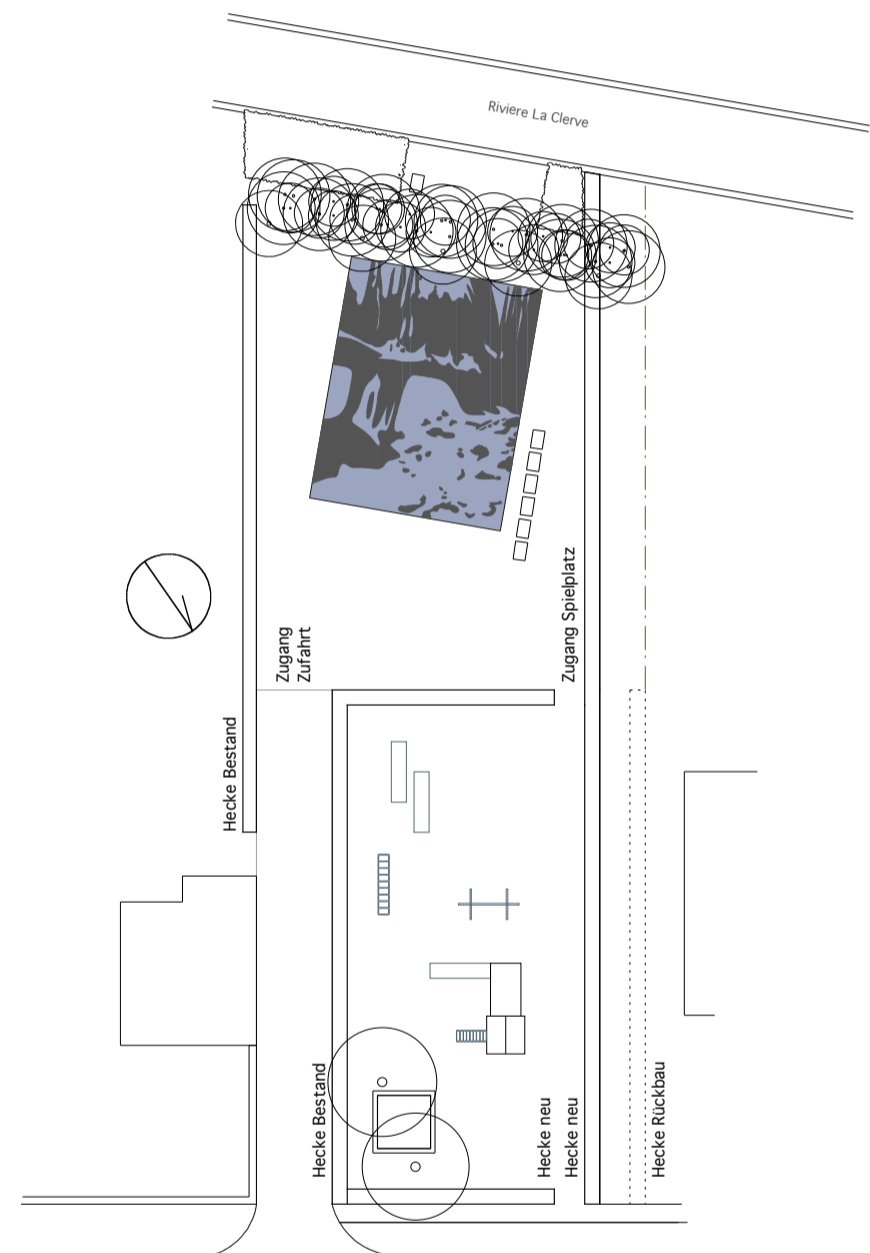 Riviere La Clerve
Zugang Spielplatz
Zugang
Zufahrt
Hecke Bestand
Hecke Bestand
Hecke neu
Hecke neu
Hecke Rückbau